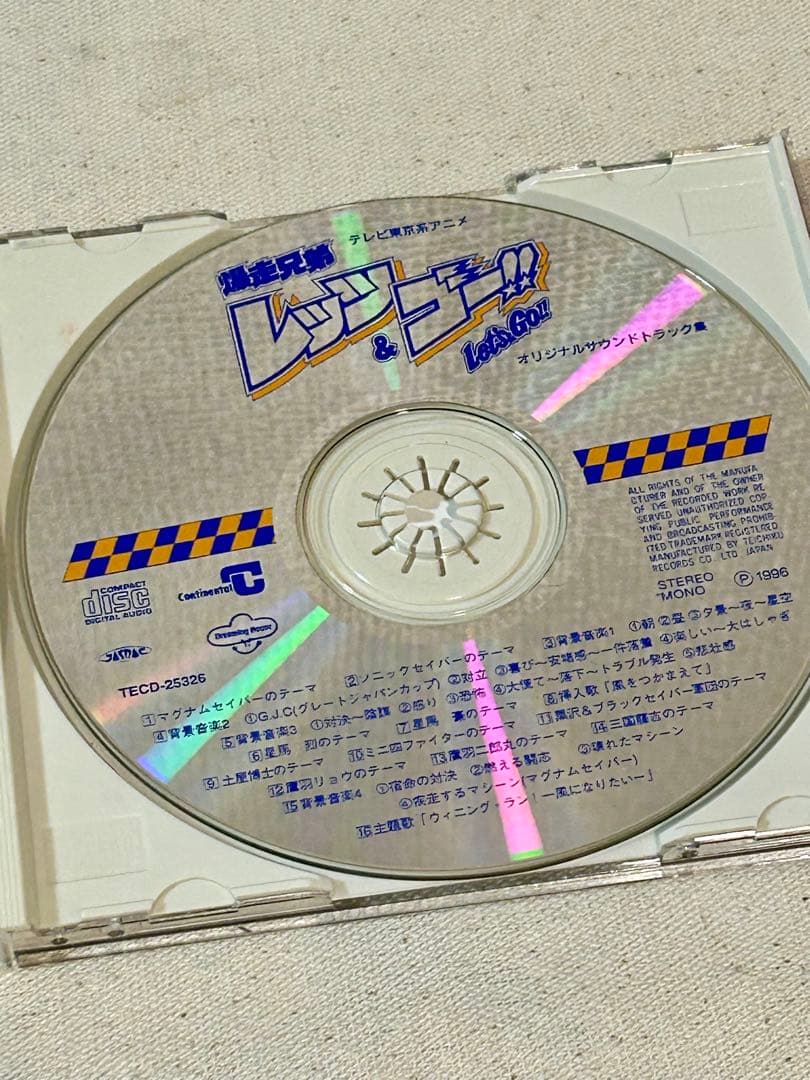 テレビ東京系アニメ
爆走兄弟
レッツ
&
ゴー!!
Let's & Go!!
オリジナルサウンドトラック集
ALL RIGHTS OF THE MANUFA
CTURER AND OF THE OWNER
OF THE RECORDED WORK RE
SERVED UNAUTHORIZED COP
YING PUBLIC PERFORMANCE
AND BROADCASTING PROHIB
ITED TRADEMARK REGISTERED
MANUFACTURED BY TEICHIKU
RECORDS CO. LTD JAPAN
STEREO
*MONO
Ⓟ1996
COMPACT
disc
DIGITAL AUDIO
Continental
JASRAC
Dreaming House
TECD-25326
1マグナムセイバーのテーマ 2ソニックセイバーのテーマ 3背景音楽1 ①朝 ②昼 ③夕景〜夜〜星空
4背景音楽2 ①G.J.C(グレートジャパンカップ) ②対立 ③喜び〜安堵感〜一件落着 ④楽しい〜大はしゃぎ
5背景音楽3 ①対決〜陰謀 ②怒り ③恐怖 ④大便て〜落下〜トラブル発生 ⑤悲壮感
6星馬 烈のテーマ 7星馬 豪のテーマ 8挿入歌「風をつかまえて」
9土屋博士のテーマ 10ミニ四ファイターのテーマ 11黒沢&ブラックセイバー軍団のテーマ
12鷹羽リョウのテーマ 13鷹羽二郎丸のテーマ 14三国藤吉のテーマ
15背景音楽4 ①宿命の対決 ②燃える闘志 ③壊れたマシーン
④疾走するマシーン(マグナムセイバー)
16主題歌「ウィニング・ラン!ー風になりたいー」